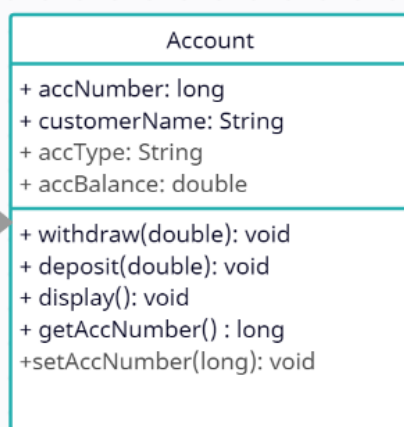 Account
+ accNumber: long
+ customerName: String
+ accType: String
+ accBalance: double
+ withdraw(double): void
+ deposit(double): void
+ display(): void
+ getAccNumber() : long
+setAccNumber(long): void